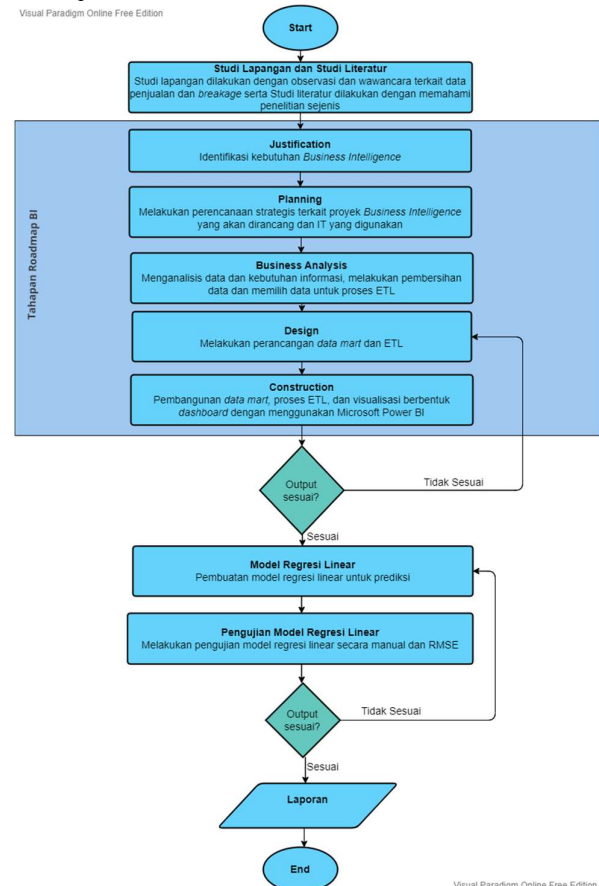 Visual Paradigm Online Free Edition
Start
Studi Lapangan dan Studi Literatur
Studi lapangan dilakukan dengan observasi dan wawancara terkait data
penjualan dan breakage serta Studi literatur dilakukan dengan memahami
penelitian sejenis
Tahapan Roadmap BI
Justification
Identifikasi kebutuhan Business Intelligence
Planning
Melakukan perencanaan strategis terkait proyek Business Intelligence
yang akan dirancang dan IT yang digunakan
Business Analysis
Menganalisis data dan kebutuhan informasi, melakukan pembersihan
data dan memilih data untuk proses ETL
Design
Melakukan perancangan data mart dan ETL
Construction
Pembangunan data mart, proses ETL, dan visualisasi berbentuk
dashboard dengan menggunakan Microsoft Power BI
Output
sesuai?
Tidak Sesuai
Sesuai
Model Regresi Linear
Pembuatan model regresi linear untuk prediksi
Pengujian Model Regresi Linear
Melakukan pengujian model regresi linear secara manual dan RMSE
Output
sesuai?
Tidak Sesuai
Sesuai
Laporan
End
Visual Paradigm Online Free Edition